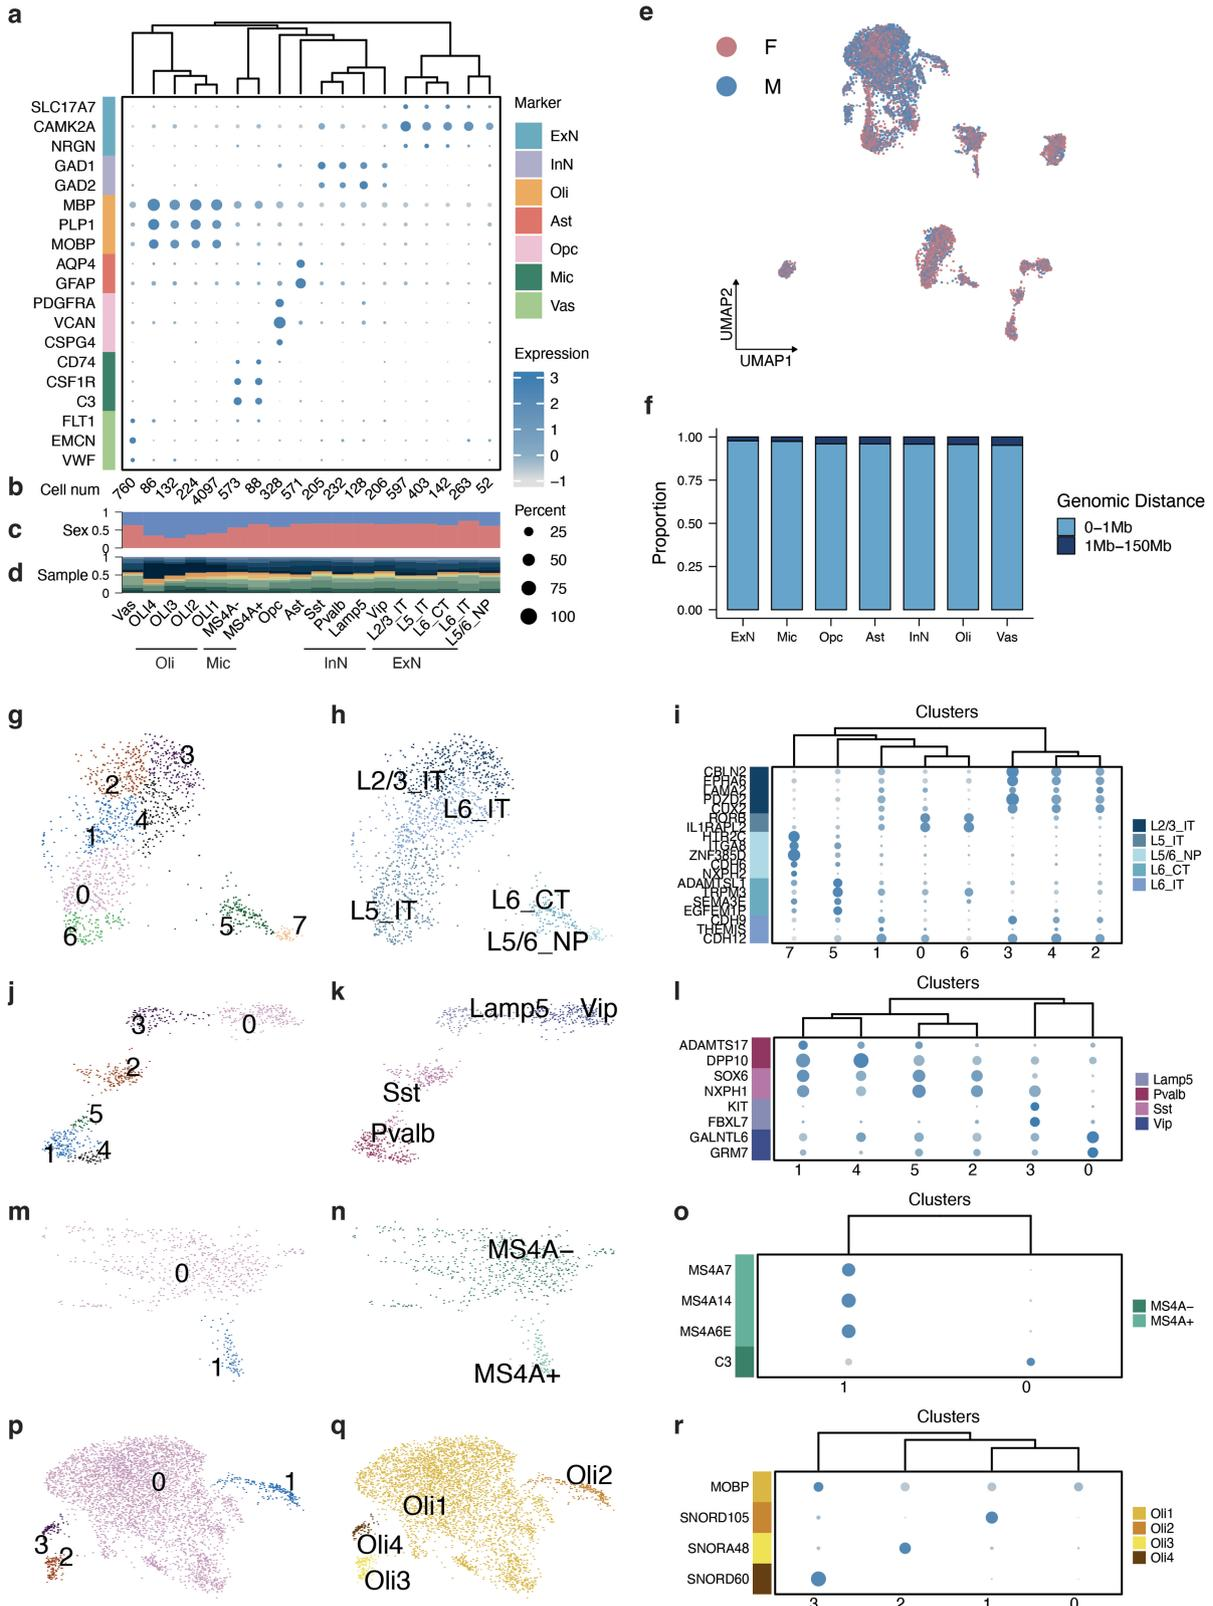 a
SLC17A7
CAMK2A
NRGN
GAD1
GAD2
MBP
PLP1
MOBP
AQP4
GFAP
PDGFRA
VCAN
CSPG4
CD74
CSF1R
C3
FLT1
EMCN
VWF
Marker
ExN
InN
Oli
Ast
Opc
Mic
Vas
Expression
3
2
1
0
−1
Percent
25
50
75
100
b
Cell num
760 86 132 224 4097 573 88 328 571 205 232 128 206 597 403 142 263 52
c
Sex
1
0.5
0
d
Sample
1
0.5
0
Vas OLI4 OLI3 OLI2 OLI1 MS4A- MS4A+ Opc Ast Sst Pvalb Lamp5 Vip L2/3_IT L5_IT L6_CT L6_IT L5/6_NP
Oli Mic InN ExN
e
F
M
UMAP2
UMAP1
f
1.00
0.75
0.50
0.25
0.00
Proportion
ExN Mic Opc Ast InN Oli Vas
Genomic Distance
0−1Mb
1Mb−150Mb
g
3
2
4
1
0
6
5
7
h
L2/3_IT
L6_IT
L5_IT
L6_CT
L5/6_NP
i
Clusters
CBLN2
EPHA6
LAMA2
PDZD2
CUX2
RORB
IL1RAPL2
HTR2C
ITGA8
ZNF385D
CDH6
NXPH2
ADAMTSL1
TRPM3
SEMA3E
EGFEM1P
CDH9
THEMIS
CDH12
7 5 1 0 6 3 4 2
L2/3_IT
L5_IT
L5/6_NP
L6_CT
L6_IT
j
3
0
2
5
1
4
k
Lamp5
Vip
Sst
Pvalb
l
Clusters
ADAMTS17
DPP10
SOX6
NXPH1
KIT
FBXL7
GALNTL6
GRM7
1 4 5 2 3 0
Lamp5
Pvalb
Sst
Vip
m
0
1
n
MS4A−
MS4A+
o
Clusters
MS4A7
MS4A14
MS4A6E
C3
1 0
MS4A−
MS4A+
p
0
1
3
2
q
Oli2
Oli1
Oli4
Oli3
r
Clusters
MOBP
SNORD105
SNORA48
SNORD60
3 2 1 0
Oli1
Oli2
Oli3
Oli4